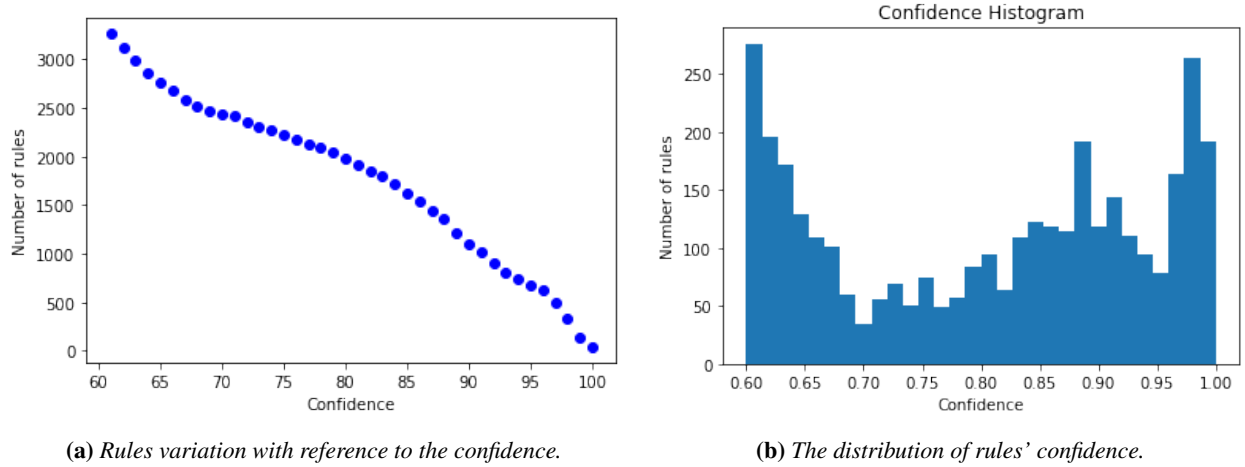 Number of rules
3000
2500
2000
1500
1000
500
0
60 65 70 75 80 85 90 95 100
Confidence
(a) Rules variation with reference to the confidence.
Confidence Histogram
Number of rules
250
200
150
100
50
0
0.60 0.65 0.70 0.75 0.80 0.85 0.90 0.95 1.00
Confidence
(b) The distribution of rules' confidence.